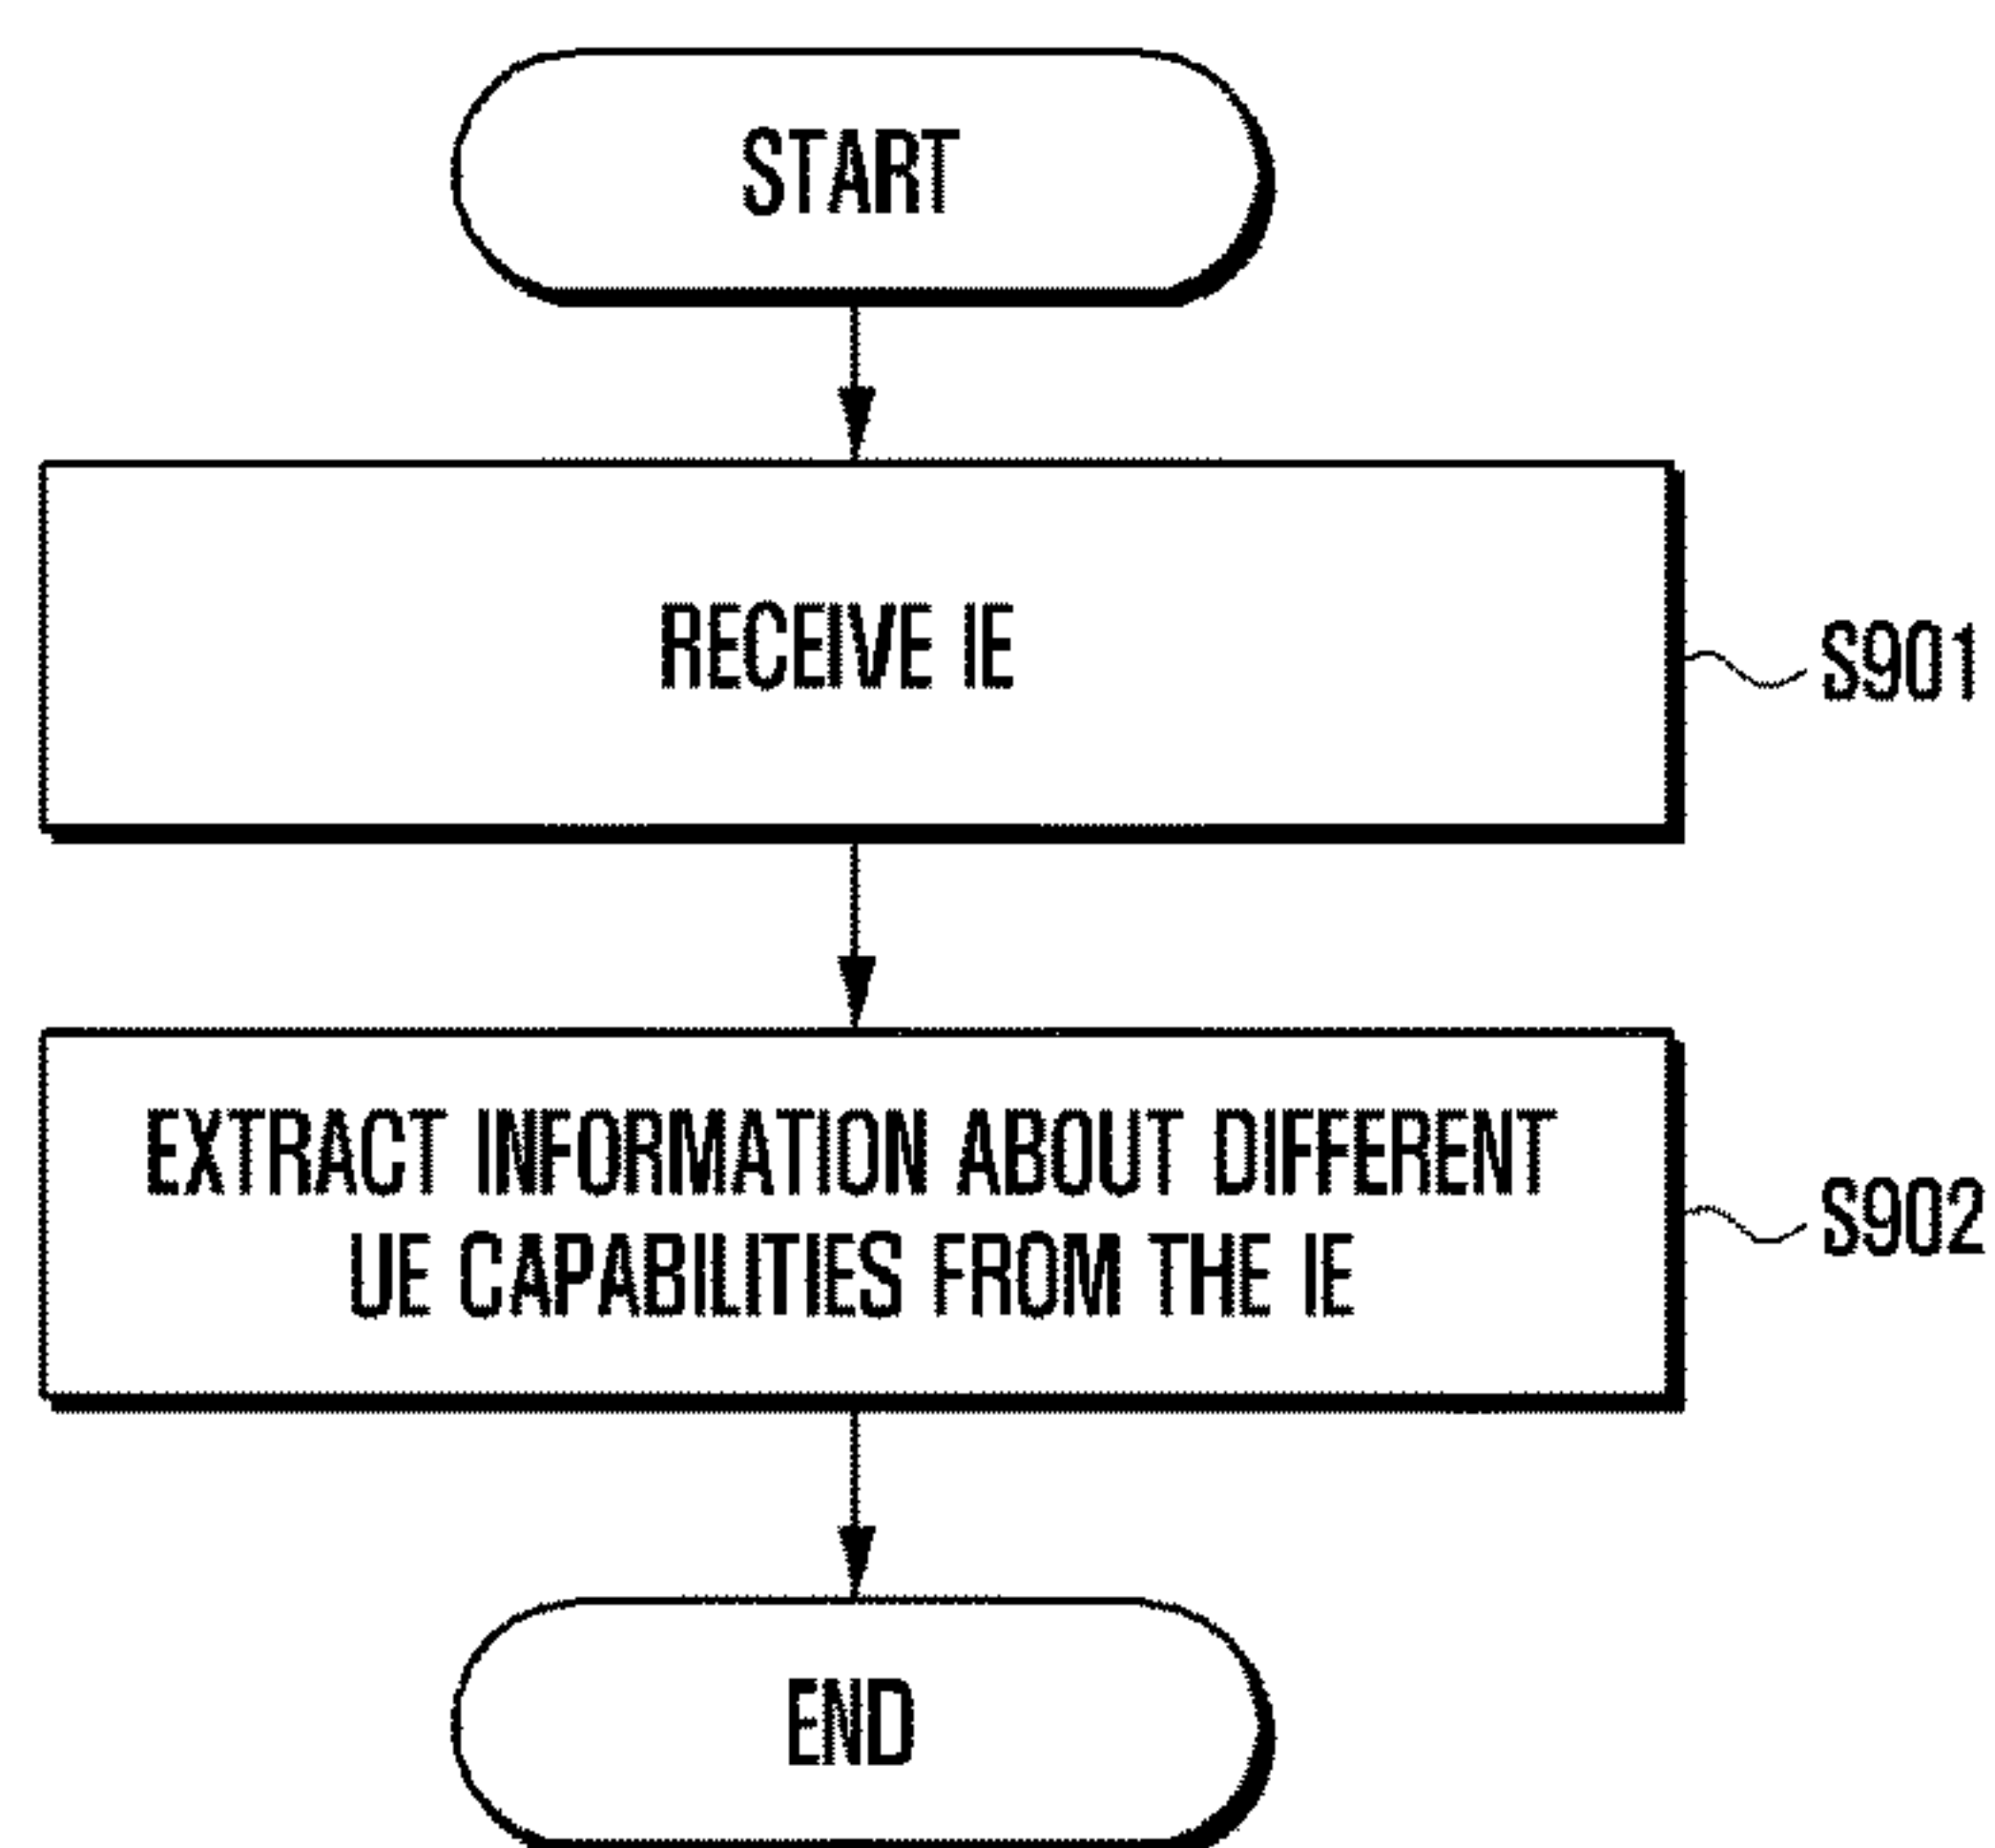 START
RECEIVE IE
S901
EXTRACT INFORMATION ABOUT DIFFERENT
UE CAPABILITIES FROM THE IE
S902
END